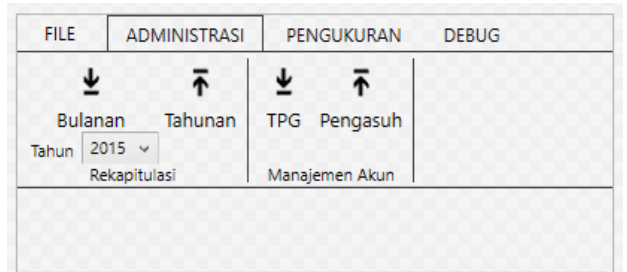 FILE ADMINISTRASI PENGUKURAN DEBUG
Bulanan Tahunan TPG Pengasuh
Tahun 2015
Rekapitulasi Manajemen Akun